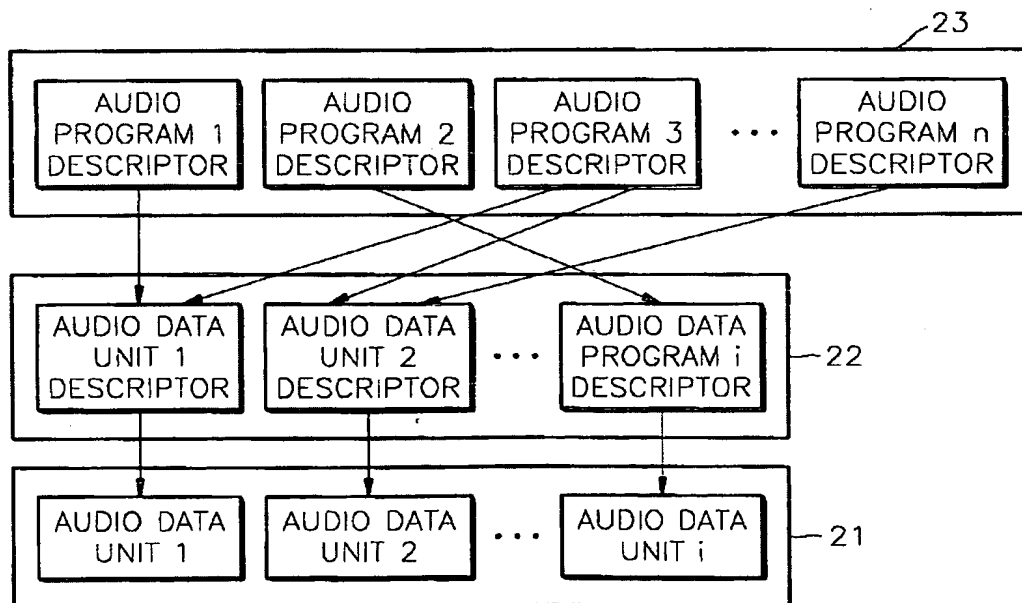 23
AUDIO
PROGRAM 1
DESCRIPTOR
AUDIO
PROGRAM 2
DESCRIPTOR
AUDIO
PROGRAM 3
DESCRIPTOR
...
AUDIO
PROGRAM n
DESCRIPTOR
AUDIO DATA
UNIT 1
DESCRIPTOR
AUDIO DATA
UNIT 2
DESCRIPTOR
...
AUDIO DATA
PROGRAM i
DESCRIPTOR
22
AUDIO DATA
UNIT 1
AUDIO DATA
UNIT 2
...
AUDIO DATA
UNIT i
21